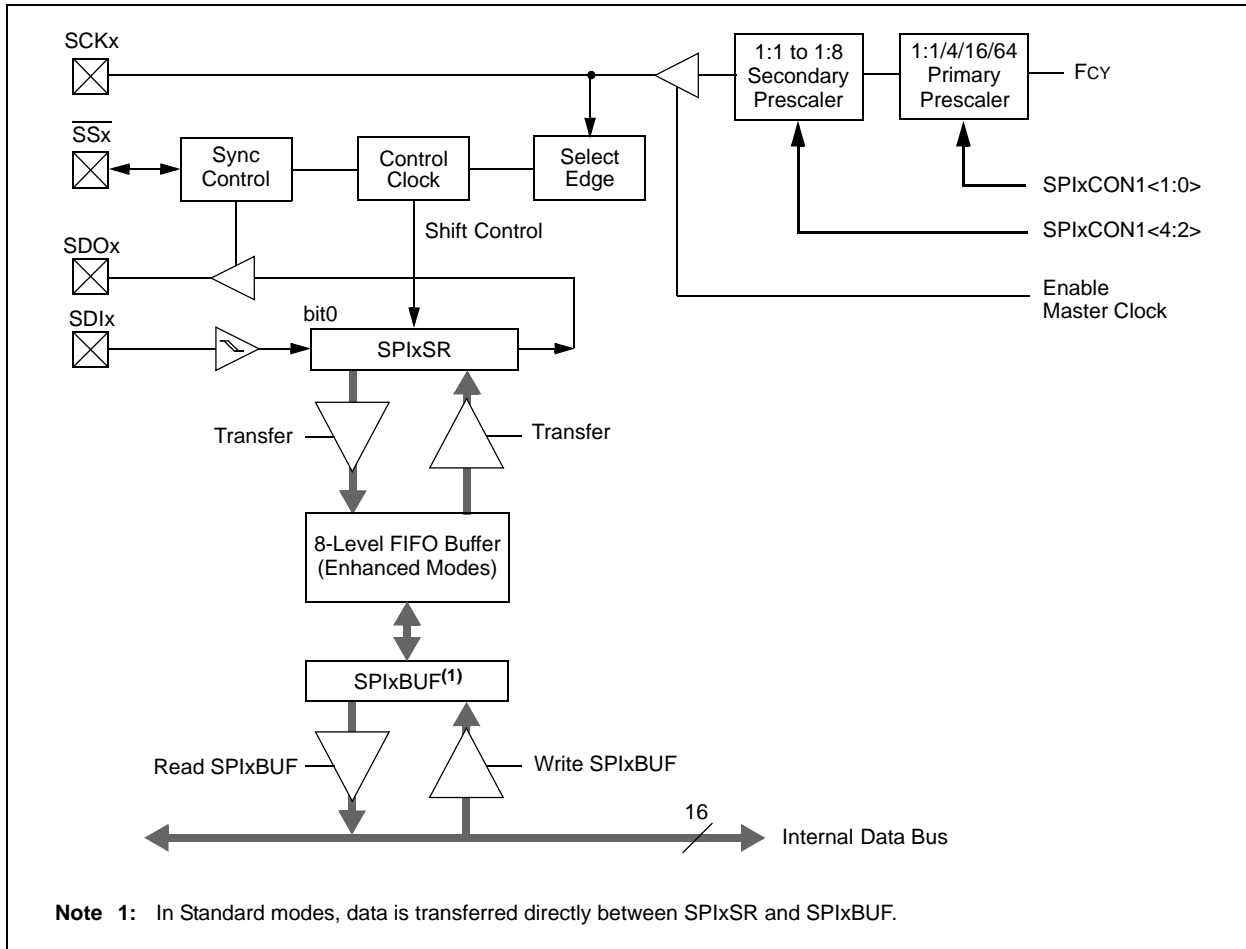 SCKx
1:1 to 1:8
Secondary
Prescaler
1:1/4/16/64
Primary
Prescaler
FCY
SSx
Sync
Control
Control
Clock
Select
Edge
SPIxCON1<1:0>
Shift Control
SPIxCON1<4:2>
SDOx
Enable
Master Clock
SDIx
bit0
SPIxSR
Transfer
Transfer
8-Level FIFO Buffer
(Enhanced Modes)
SPIxBUF(1)
Read SPIxBUF
Write SPIxBUF
16
Internal Data Bus
Note 1: In Standard modes, data is transferred directly between SPIxSR and SPIxBUF.